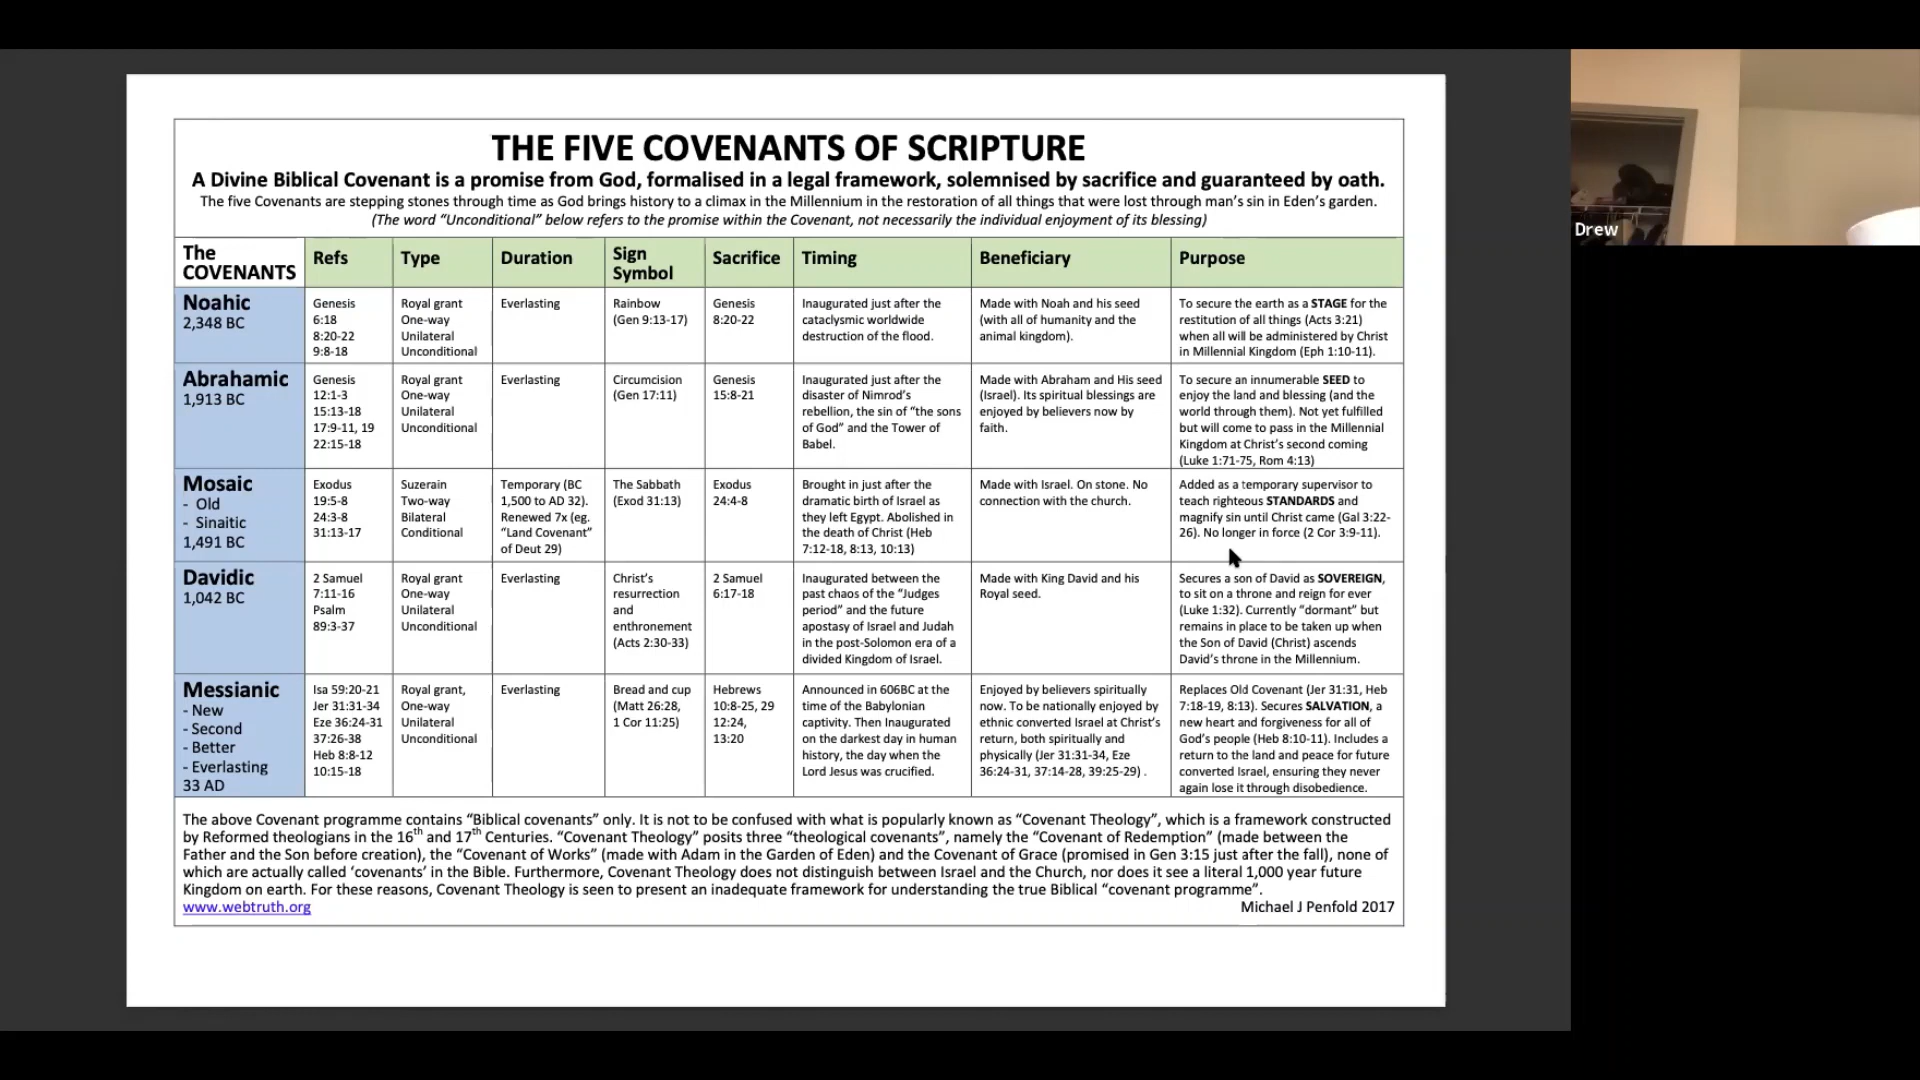 THE FIVE COVENANTS OF SCRIPTURE
A Divine Biblical Covenant is a promise from God, formalised in a legal framework, solemnised by sacrifice and guaranteed by oath.
The five Covenants are stepping stones through time as God brings history to a climax in the Millennium in the restoration of all things that were lost through man's sin in Eden's garden.
(The word “Unconditional” below refers to the promise within the Covenant, not necessarily the individual enjoyment of its blessing)
The
COVENANTS
Refs
Type
Duration
Sign
Symbol
Sacrifice
Timing
Beneficiary
Purpose
Noahic
2,348 BC
Genesis
6:18
8:20-22
9:8-18
Royal grant
One-way
Unilateral
Unconditional
Everlasting
Rainbow
(Gen 9:13-17)
Genesis
8:20-22
Inaugurated just after the
cataclysmic worldwide
destruction of the flood.
Made with Noah and his seed
(with all of humanity and the
animal kingdom).
To secure the earth as a STAGE for the
restitution of all things (Acts 3:21)
when all will be administered by Christ
in Millennial Kingdom (Eph 1:10-11).
Abrahamic
1,913 BC
Genesis
12:1-3
15:13-18
17:9-11, 19
22:15-18
Royal grant
One-way
Unilateral
Unconditional
Everlasting
Circumcision
(Gen 17:11)
Genesis
15:8-21
Inaugurated just after the
disaster of Nimrod's
rebellion, the sin of “the sons
of God” and the Tower of
Babel.
Made with Abraham and His seed
(Israel). Its spiritual blessings are
enjoyed by believers now by
faith.
To secure an innumerable SEED to
enjoy the land and blessing (and the
world through them). Not yet fulfilled
but will come to pass in the Millennial
Kingdom at Christ's second coming
(Luke 1:71-75, Rom 4:13)
Mosaic
- Old
- Sinaitic
1,491 BC
Exodus
19:5-8
24:3-8
31:13-17
Suzerain
Two-way
Bilateral
Conditional
Temporary (BC
1,500 to AD 32).
Renewed 7x (eg.
“Land Covenant”
of Deut 29)
The Sabbath
(Exod 31:13)
Exodus
24:4-8
Brought in just after the
dramatic birth of Israel as
they left Egypt. Abolished in
the death of Christ (Heb
7:12-18, 8:13, 10:13)
Made with Israel. On stone. No
connection with the church.
Added as a temporary supervisor to
teach righteous STANDARDS and
magnify sin until Christ came (Gal 3:22-
26). No longer in force (2 Cor 3:9-11).
Davidic
1,042 BC
2 Samuel
7:11-16
Psalm
89:3-37
Royal grant
One-way
Unilateral
Unconditional
Everlasting
Christ's
resurrection
and
enthronement
(Acts 2:30-33)
2 Samuel
6:17-18
Inaugurated between the
past chaos of the “Judges
period” and the future
apostasy of Israel and Judah
in the post-Solomon era of a
divided Kingdom of Israel.
Made with King David and his
Royal seed.
Secures a son of David as SOVEREIGN,
to sit on a throne and reign for ever
(Luke 1:32). Currently “dormant” but
remains in place to be taken up when
the Son of David (Christ) ascends
David's throne in the Millennium.
Messianic
- New
- Second
- Better
- Everlasting
33 AD
Isa 59:20-21
Jer 31:31-34
Eze 36:24-31
37:26-38
Heb 8:8-12
10:15-18
Royal grant,
One-way
Unilateral
Unconditional
Everlasting
Bread and cup
(Matt 26:28,
1 Cor 11:25)
Hebrews
10:8-25, 29
12:24,
13:20
Announced in 606BC at the
time of the Babylonian
captivity. Then Inaugurated
on the darkest day in human
history, the day when the
Lord Jesus was crucified.
Enjoyed by believers spiritually
now. To be nationally enjoyed by
ethnic converted Israel at Christ's
return, both spiritually and
physically (Jer 31:31-34, Eze
36:24-31, 37:14-28, 39:25-29) .
Replaces Old Covenant (Jer 31:31, Heb
7:18-19, 8:13). Secures SALVATION, a
new heart and forgiveness for all of
God's people (Heb 8:10-11). Includes a
return to the land and peace for future
converted Israel, ensuring they never
again lose it through disobedience.
The above Covenant programme contains “Biblical covenants” only. It is not to be confused with what is popularly known as “Covenant Theology”, which is a framework constructed
by Reformed theologians in the 16th and 17th Centuries. “Covenant Theology” posits three “theological covenants”, namely the “Covenant of Redemption” (made between the
Father and the Son before creation), the “Covenant of Works” (made with Adam in the Garden of Eden) and the Covenant of Grace (promised in Gen 3:15 just after the fall), none of
which are actually called ‘covenants’ in the Bible. Furthermore, Covenant Theology does not distinguish between Israel and the Church, nor does it see a literal 1,000 year future
Kingdom on earth. For these reasons, Covenant Theology is seen to present an inadequate framework for understanding the true Biblical “covenant programme”.
www.webtruth.org
Michael J Penfold 2017
Drew